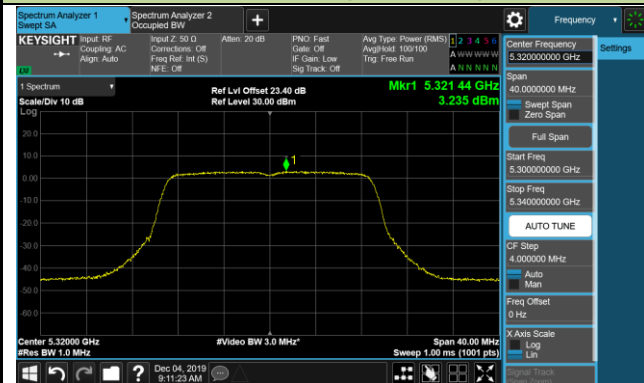 Spectrum Analyzer 1
Swept SA
Spectrum Analyzer 2
Occupied BW
+
Frequency
KEYSIGHT
Input: RF
Coupling: AC
Align: Auto
Input Z: 50 Ω
Corrections: Off
Freq Ref: Int (S)
NFE: Off
Atten: 20 dB
PNO: Fast
Gate: Off
IF Gain: Low
Sig Track: Off
Avg Type: Power (RMS)
Avg|Hold: 100/100
Trig: Free Run
1 2 3 4 5 6
A W W W W W
A N N N N N
Center Frequency
5.320000000 GHz
Settings
Span
40.0000000 MHz
Swept Span
Zero Span
Full Span
Start Freq
5.300000000 GHz
Stop Freq
5.340000000 GHz
AUTO TUNE
CF Step
4.000000 MHz
Auto
Man
Freq Offset
0 Hz
X Axis Scale
Log
Lin
Signal Track
1 Spectrum
Scale/Div 10 dB
Log
Ref Lvl Offset 23.40 dB
Ref Level 30.00 dBm
Mkr1 5.321 44 GHz
3.235 dBm
20.0
10.0
0.00
-10.0
-20.0
-30.0
-40.0
-50.0
-60.0
1
Center 5.32000 GHz
#Res BW 1.0 MHz
#Video BW 3.0 MHz*
Span 40.00 MHz
Sweep 1.00 ms (1001 pts)
?
Dec 04, 2019
9:11:23 AM